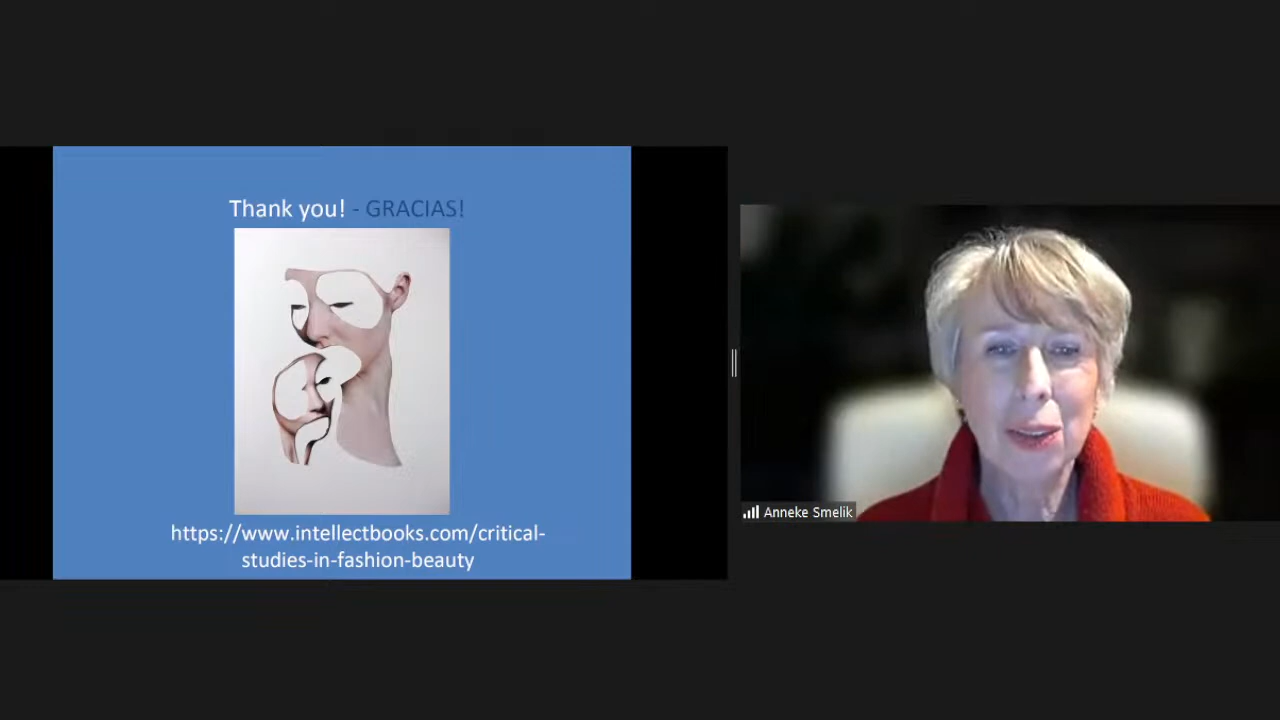 Thank you! - GRACIAS!
https://www.intellectbooks.com/critical-
studies-in-fashion-beauty
Anneke Smelik